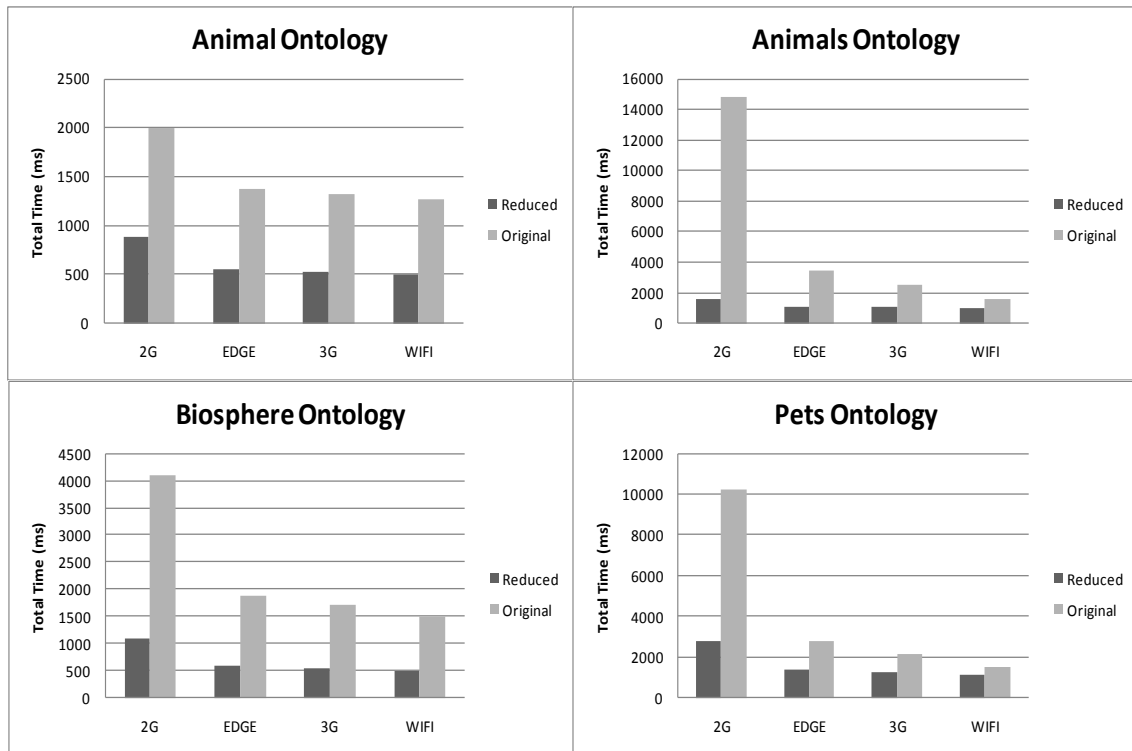 Animal Ontology
2500
2000
1500
1000
500
0
Total Time (ms)
2G EDGE 3G WIFI
Reduced
Original
Animals Ontology
16000
14000
12000
10000
8000
6000
4000
2000
0
Total Time (ms)
2G EDGE 3G WIFI
Reduced
Original
Biosphere Ontology
4500
4000
3500
3000
2500
2000
1500
1000
500
0
Total Time (ms)
2G EDGE 3G WIFI
Reduced
Original
Pets Ontology
12000
10000
8000
6000
4000
2000
0
Total Time (ms)
2G EDGE 3G WIFI
Reduced
Original